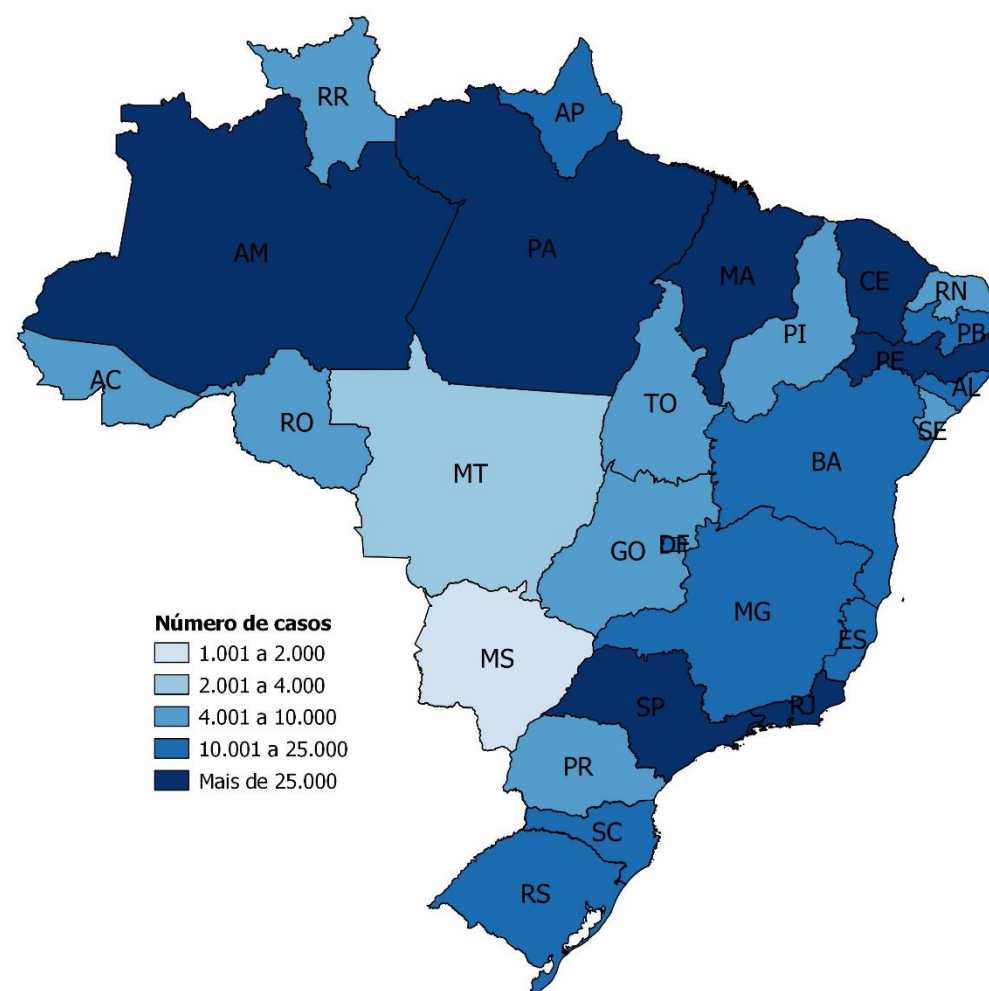 RR
AP
AM
PA
MA
CE
RN
PI
PB
PE
AC
AL
TO
RO
SE
BA
MT
GO
DF
MG
Número de casos
ES
1.001 a 2.000
MS
2.001 a 4.000
SP
RJ
4.001 a 10.000
10.001 a 25.000
PR
Mais de 25.000
SC
RS